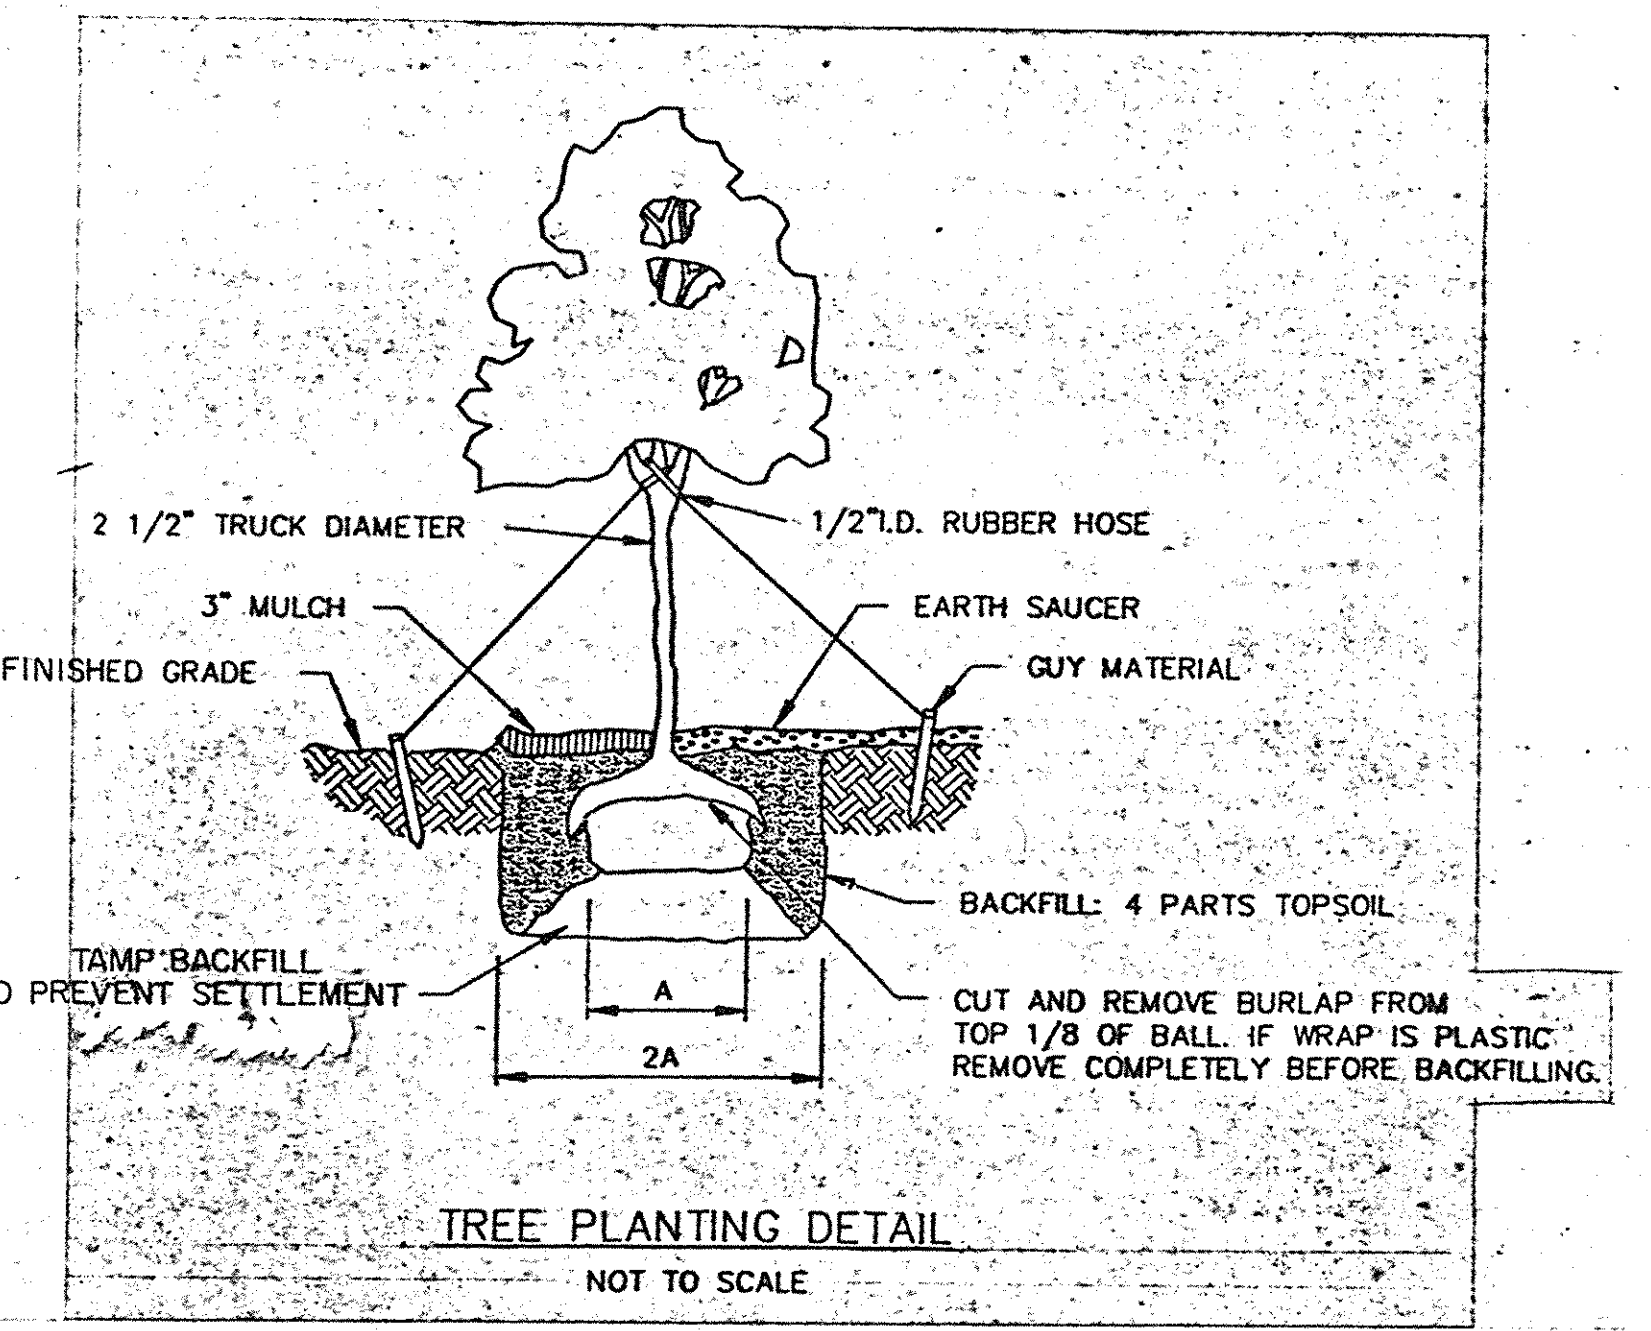 2 1/2" TRUCK DIAMETER
1/2"I.D. RUBBER HOSE
3" MULCH
EARTH SAUCER
FINISHED GRADE
GUY MATERIAL
BACKFILL: 4 PARTS TOPSOIL
TAMP BACKFILL
PREVENT SETTLEMENT
A
2A
CUT AND REMOVE BURLAP FROM
TOP 1/8 OF BALL. IF WRAP IS PLASTIC
REMOVE COMPLETELY BEFORE BACKFILLING.
TREE PLANTING DETAIL
NOT TO SCALE